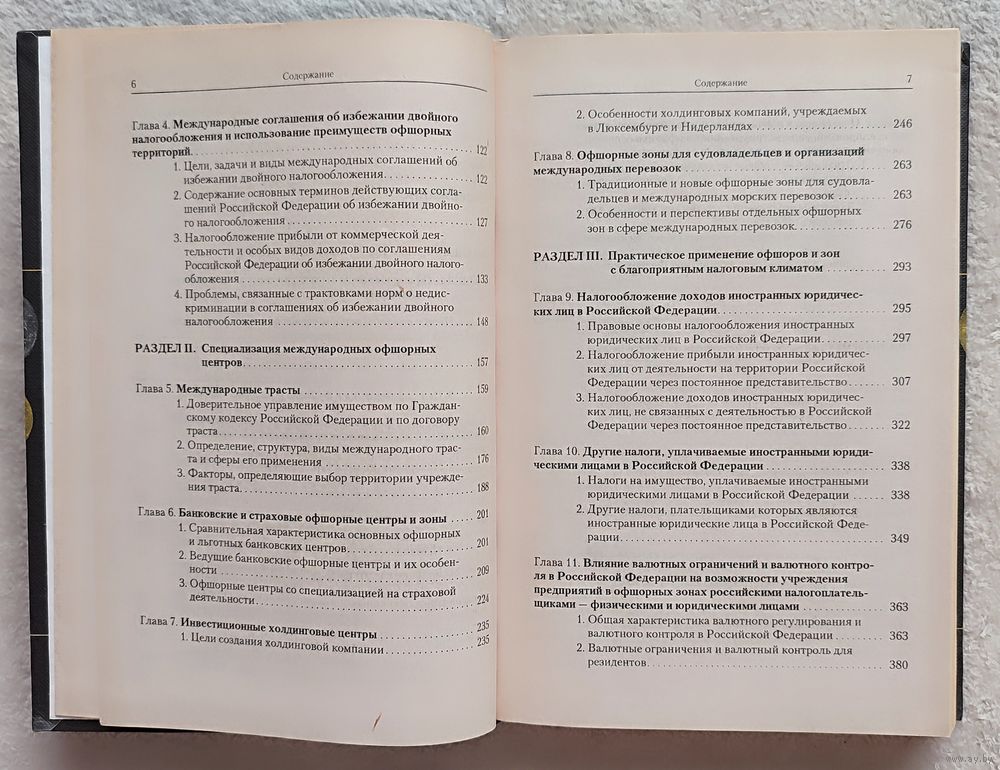 6
Содержание
Глава 4. Международные соглашения об избежании двойного
налогообложения и использование преимуществ офшорных
территорий. 122
1. Цели, задачи и виды международных соглашений об
избежании двойного налогообложения. 122
2. Содержание основных терминов действующих согла-
шений Российской Федерации об избежании двойно-
го налогообложения 127
3. Налогообложение прибыли от коммерческой дея-
тельности и особых видов доходов по соглашениям
Российской Федерации об избежании двойного налого-
обложения 133
4. Проблемы, связанные с трактовками норм о недис-
криминации в соглашениях об избежании двойного
налогообложения 148
РАЗДЕЛ II. Специализация международных офшорных
центров. 157
Глава 5. Международные трасты 159
1. Доверительное управление имуществом по Граждан-
скому кодексу Российской Федерации и по договору
траста. 160
2. Определение, структура, виды международного трас-
та и сферы его применения 176
3. Факторы, определяющие выбор территории учрежде-
ния траста. 188
Глава 6. Банковские и страховые офшорные центры и зоны 201
1. Сравнительная характеристика основных офшорных
и льготных банковских центров. 201
2. Ведущие банковские офшорные центры и их особен-
ности 209
3. Офшорные центры со специализацией на страховой
деятельности. 224
Глава 7. Инвестиционные холдинговые центры 235
1. Цели создания холдинговой компании 235
Содержание
7
2. Особенности холдинговых компаний, учреждаемых
в Люксембурге и Нидерландах 246
Глава 8. Офшорные зоны для судовладельцев и организаций
международных перевозок 263
1. Традиционные и новые офшорные зоны для судовла-
дельцев и международных морских перевозок 263
2. Особенности и перспективы отдельных офшорных
зон в сфере международных перевозок. 276
РАЗДЕЛ III. Практическое применение офшоров и зон
с благоприятным налоговым климатом 293
Глава 9. Налогообложение доходов иностранных юридичес-
ких лиц в Российской Федерации. 295
1. Правовые основы налогообложения иностранных
юридических лиц в Российской Федерации. 297
2. Налогообложение прибыли иностранных юридичес-
ких лиц от деятельности на территории Российской
Федерации через постоянное представительство 307
3. Налогообложение доходов иностранных юридичес-
ких лиц, не связанных с деятельностью в Российской
Федерации через постоянное представительство 322
Глава 10. Другие налоги, уплачиваемые иностранными юриди-
ческими лицами в Российской Федерации 338
1. Налоги на имущество, уплачиваемые иностранными
юридическими лицами в Российской Федерации 338
2. Другие налоги, плательщиками которых являются
иностранные юридические лица в Российской Феде-
рации. 349
Глава 11. Влияние валютных ограничений и валютного контро-
ля в Российской Федерации на возможности учреждения
предприятий в офшорных зонах российскими налогоплатель-
щиками — физическими и юридическими лицами 363
1. Общая характеристика валютного регулирования и
валютного контроля в Российской Федерации 363
2. Валютные ограничения и валютный контроль для
резидентов. 380
www.ay.by